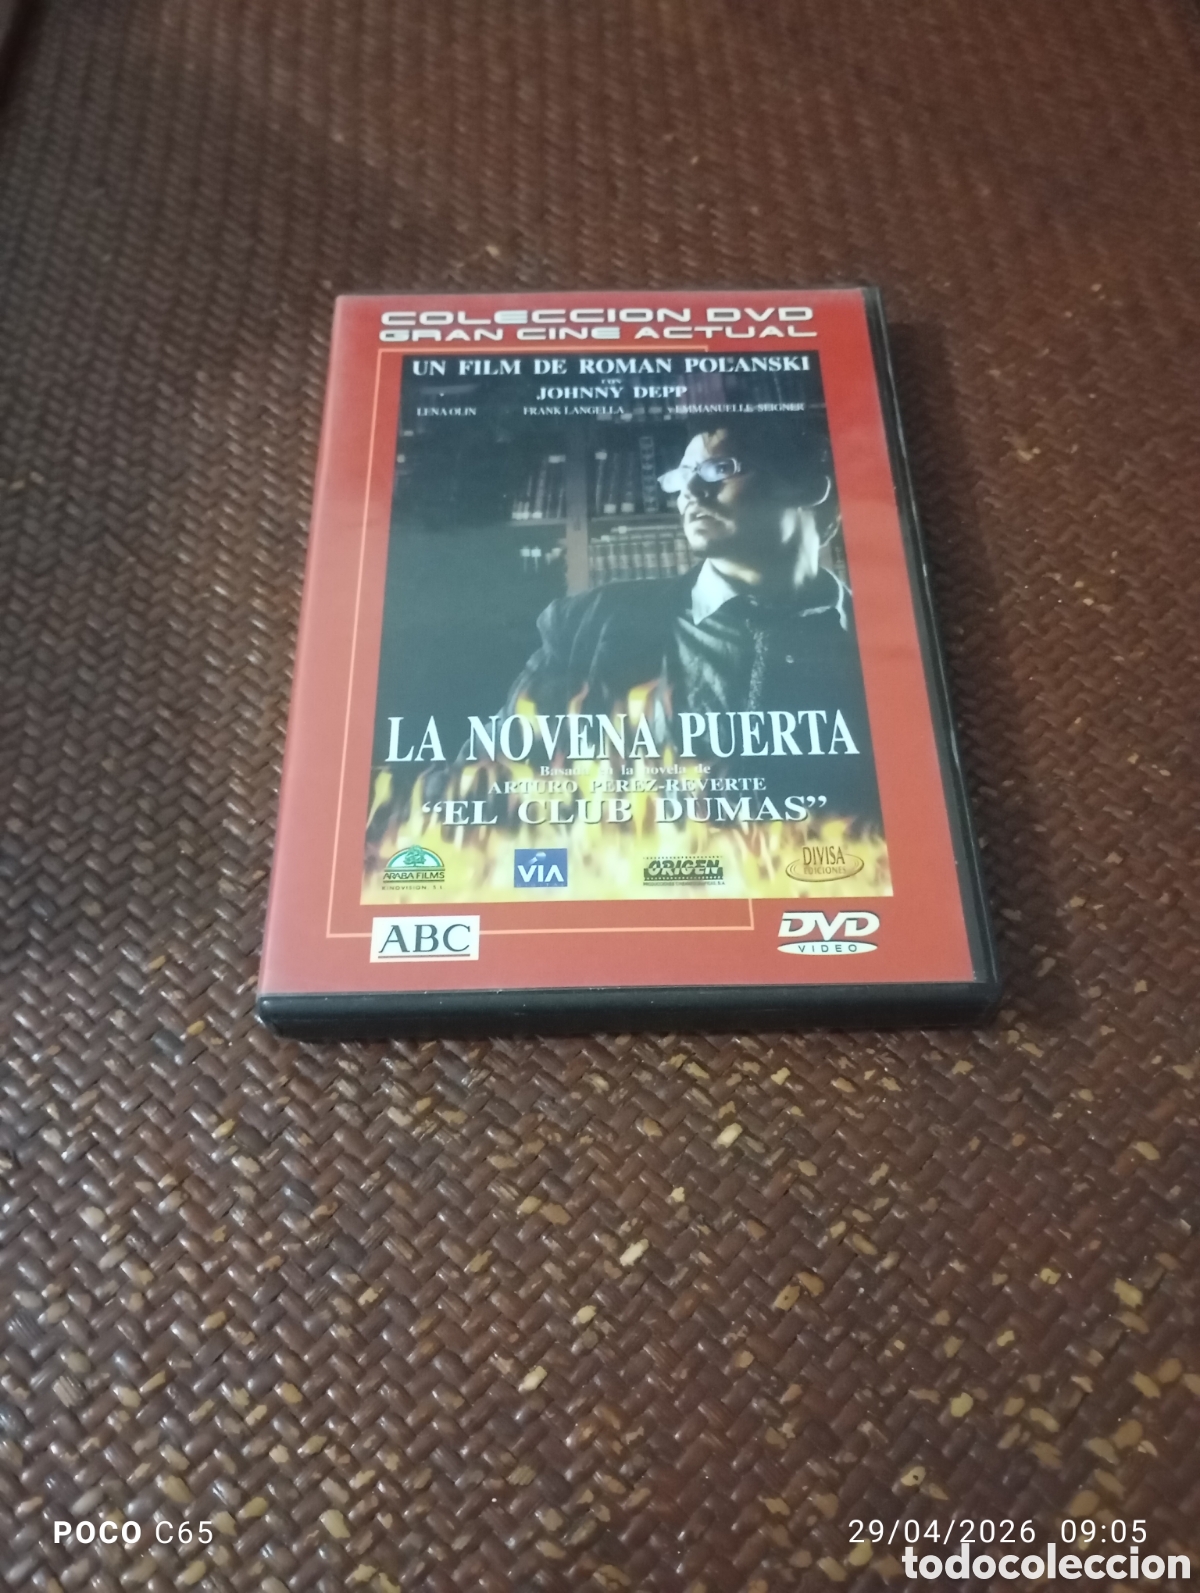 COLECCION DVD
GRAN CINE ACTUAL
UN FILM DE ROMAN POLANSKI
con
JOHNNY DEPP
LENA OLIN FRANK LANGELLA y EMMANUELLE SEIGNER
LA NOVENA PUERTA
Basada en la novela de
ARTURO PEREZ-REVERTE
“EL CLUB DUMAS”
ARABA FILMS
KINOVISION, S.L.
VIA
DIGITAL
ORIGEN
DIVISA
EDICIONES
ABC
DVD
VIDEO
POCO C65
29/04/2026 09:05
todocoleccion